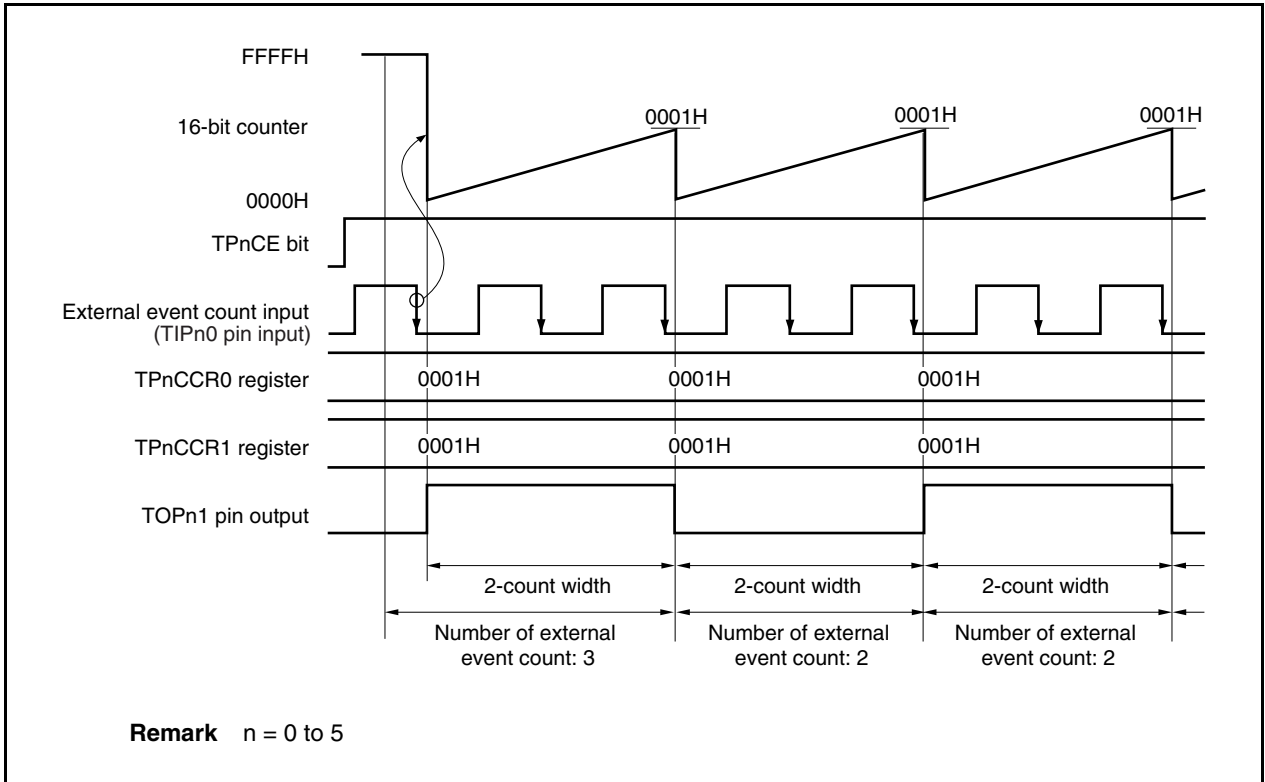 FFFFH
16-bit counter
0001H
0001H
0001H
0000H
TPnCE bit
External event count input
(TIPn0 pin input)
TPnCCR0 register
0001H
0001H
0001H
TPnCCR1 register
0001H
0001H
0001H
TOPn1 pin output
2-count width
2-count width
2-count width
Number of external
event count: 3
Number of external
event count: 2
Number of external
event count: 2
Remark n = 0 to 5